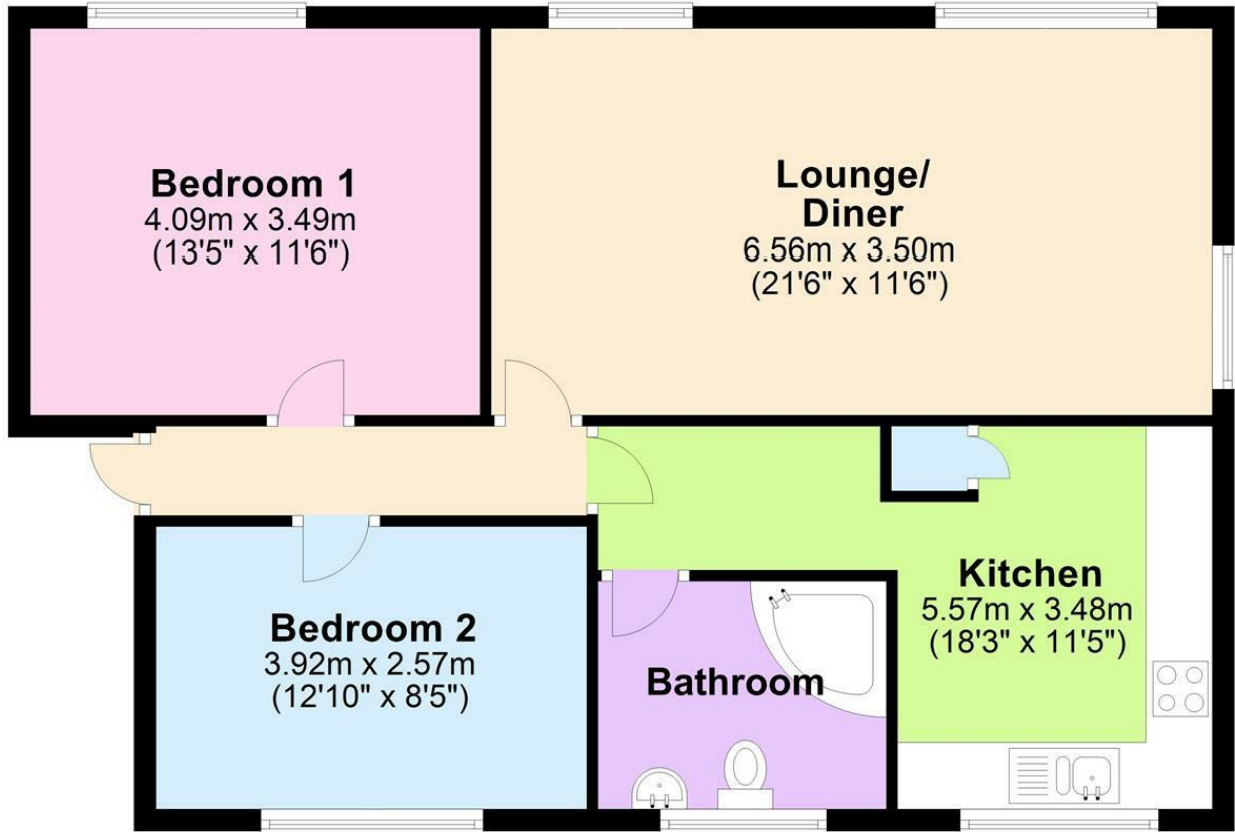 Bedroom 1
4.09m x 3.49m
(13'5" x 11'6")
Lounge/
Diner
6.56m x 3.50m
(21'6" x 11'6")
Kitchen
5.57m x 3.48m
(18'3" x 11'5")
Bedroom 2
3.92m x 2.57m
(12'10" x 8'5")
Bathroom